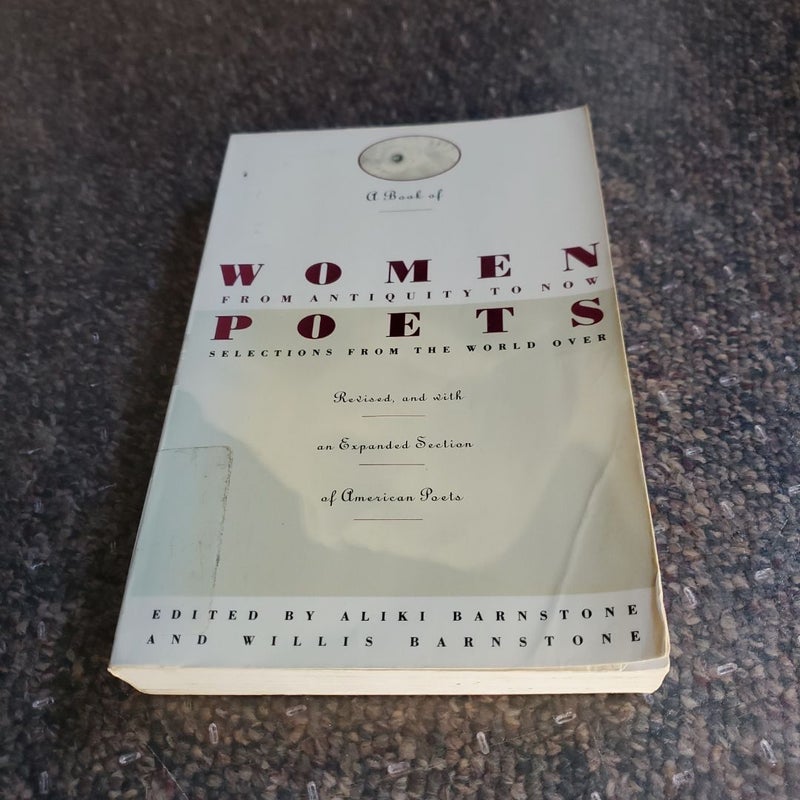 A Book of
WOMEN
FROM ANTIQUITY TO NOW
POETS
SELECTIONS FROM THE WORLD OVER
Revised, and with
an Expanded Section
of American Poets
EDITED BY ALIKI BARNSTONE
AND WILLIS BARNSTONE